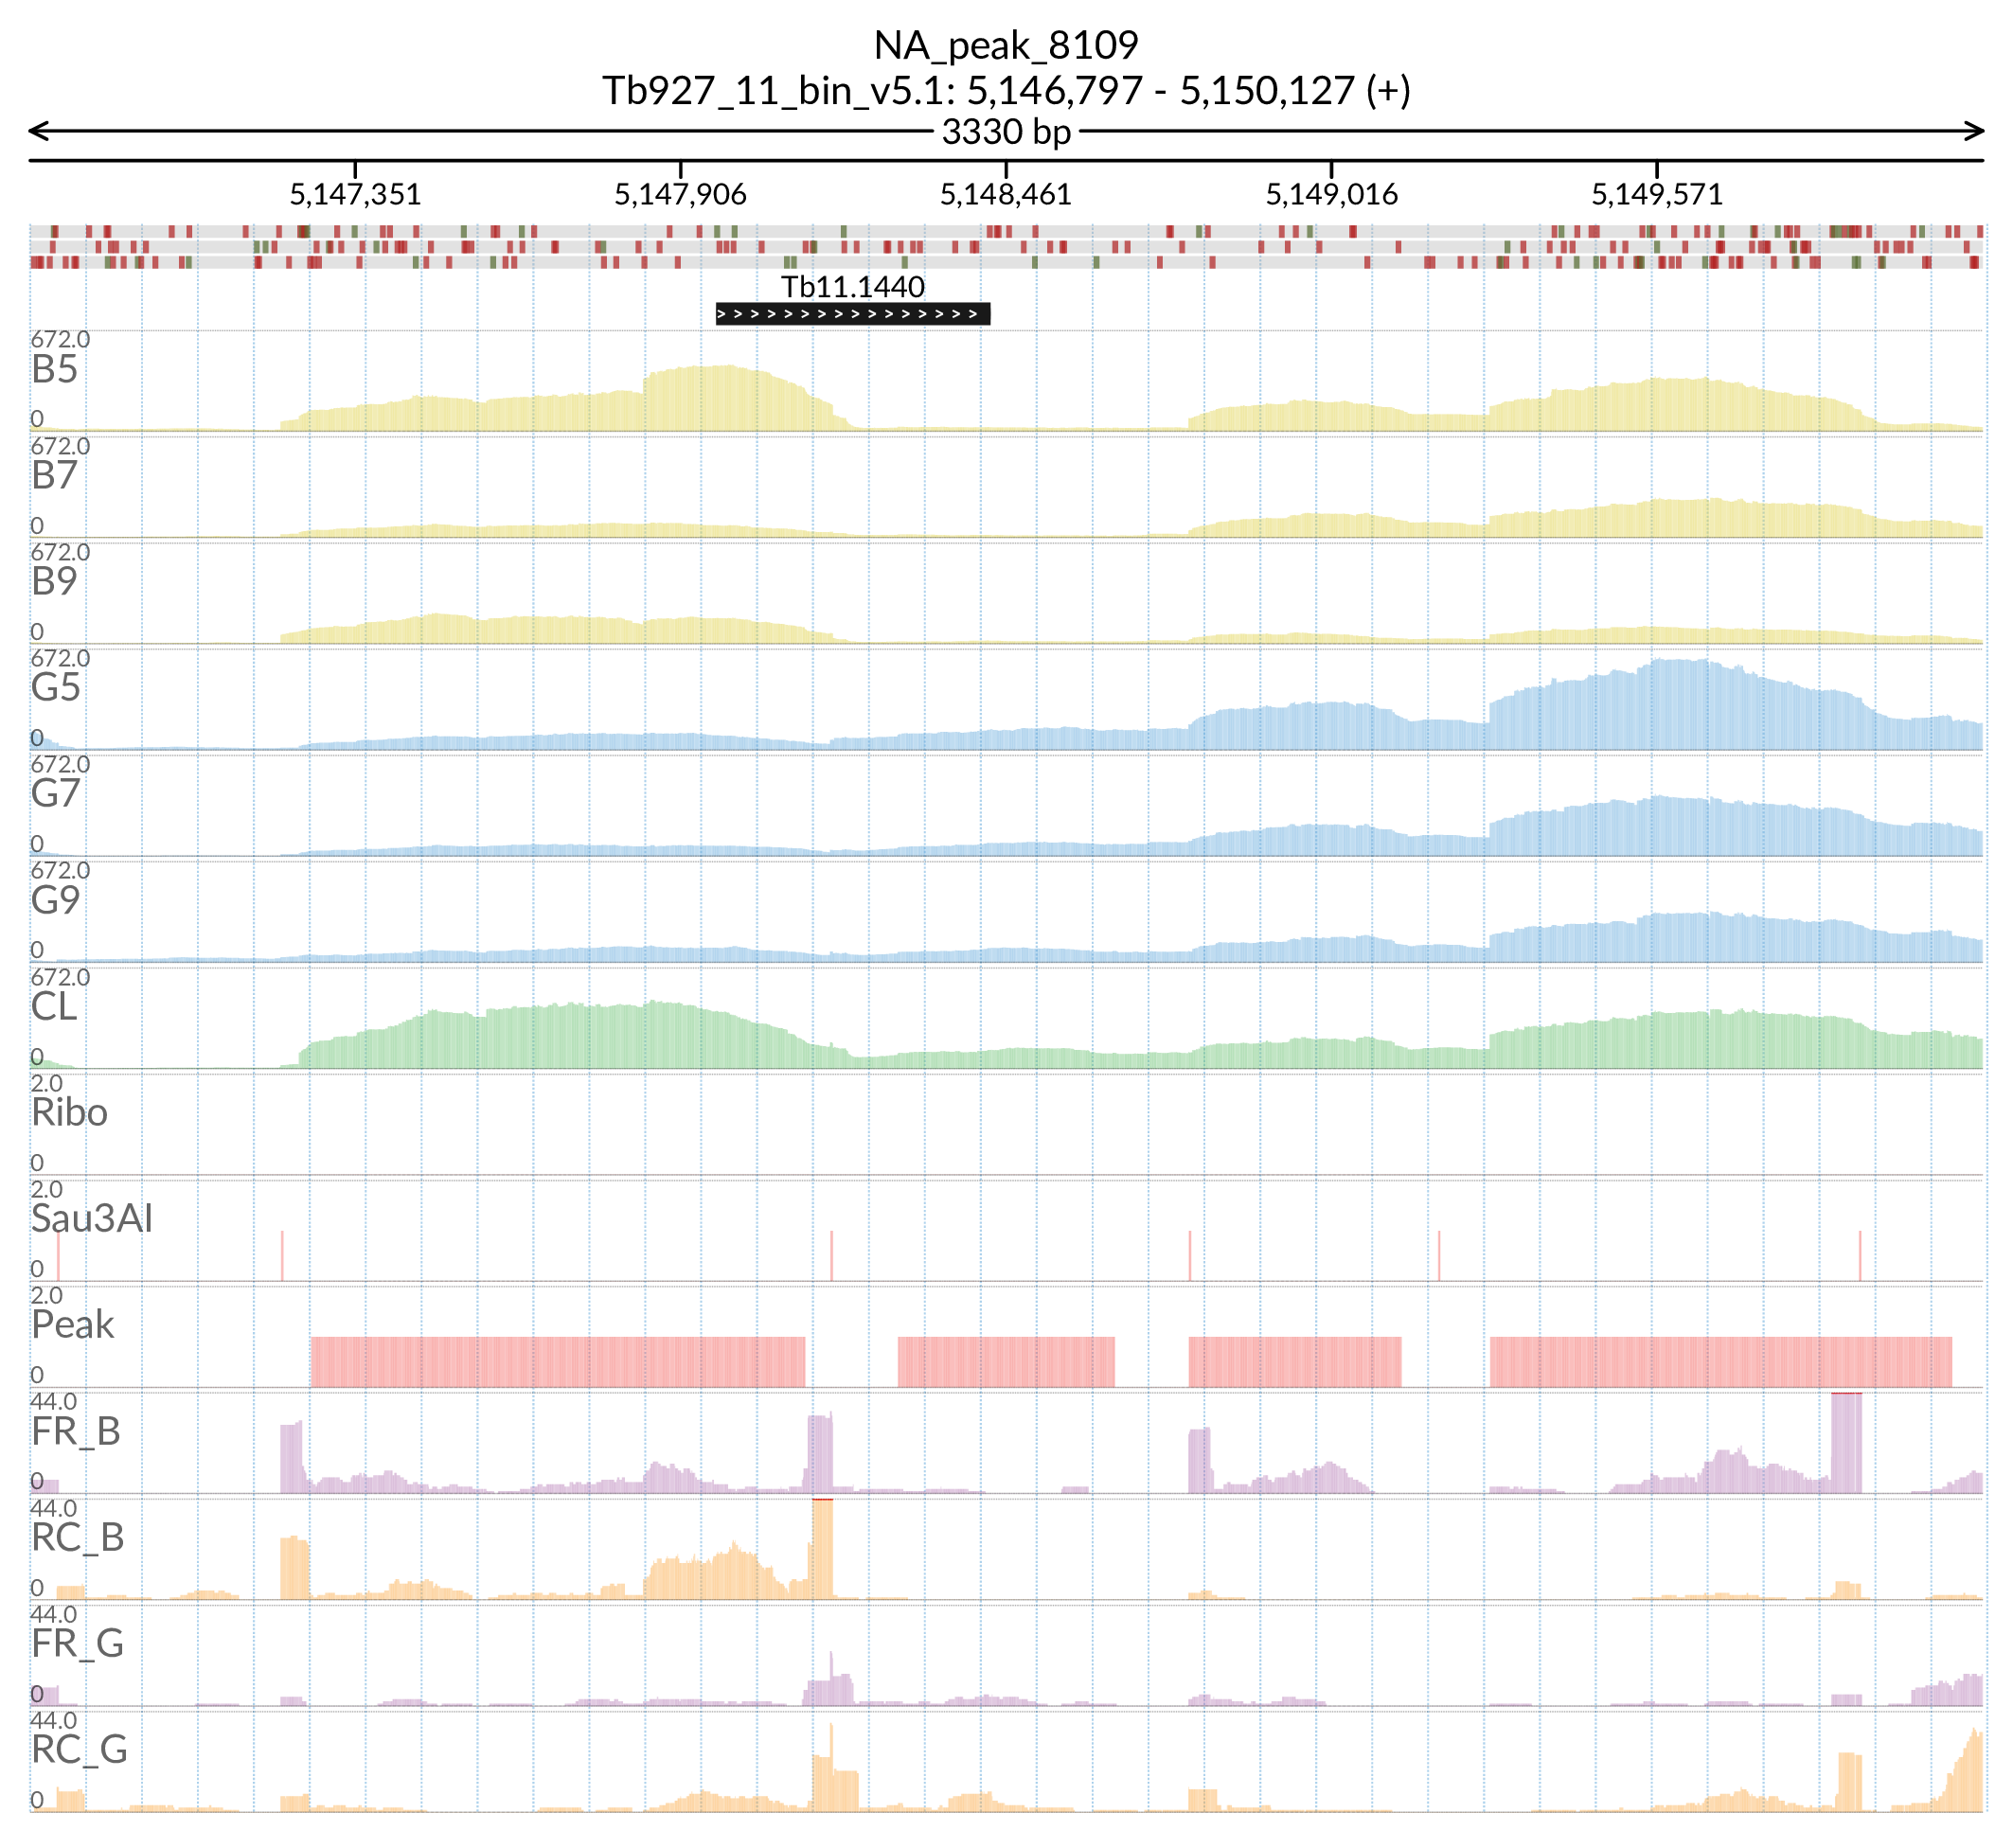 NA_peak_8109
Tb927_11_bin_v5.1: 5,146,797 - 5,150,127 (+)
3330 bp
5,147,351 5,147,906 5,148,461 5,149,016 5,149,571
Tb11.1440
672.0
B5
0
672.0
B7
0
672.0
B9
0
672.0
G5
0
672.0
G7
0
672.0
G9
0
672.0
CL
0
2.0
Ribo
0
2.0
Sau3AI
0
2.0
Peak
0
44.0
FR_B
0
44.0
RC_B
0
44.0
FR_G
0
44.0
RC_G
0